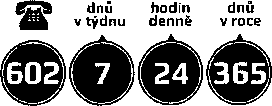 dnů
v týdnu
hodin
denně
dnů
v roce
602
7
24
365